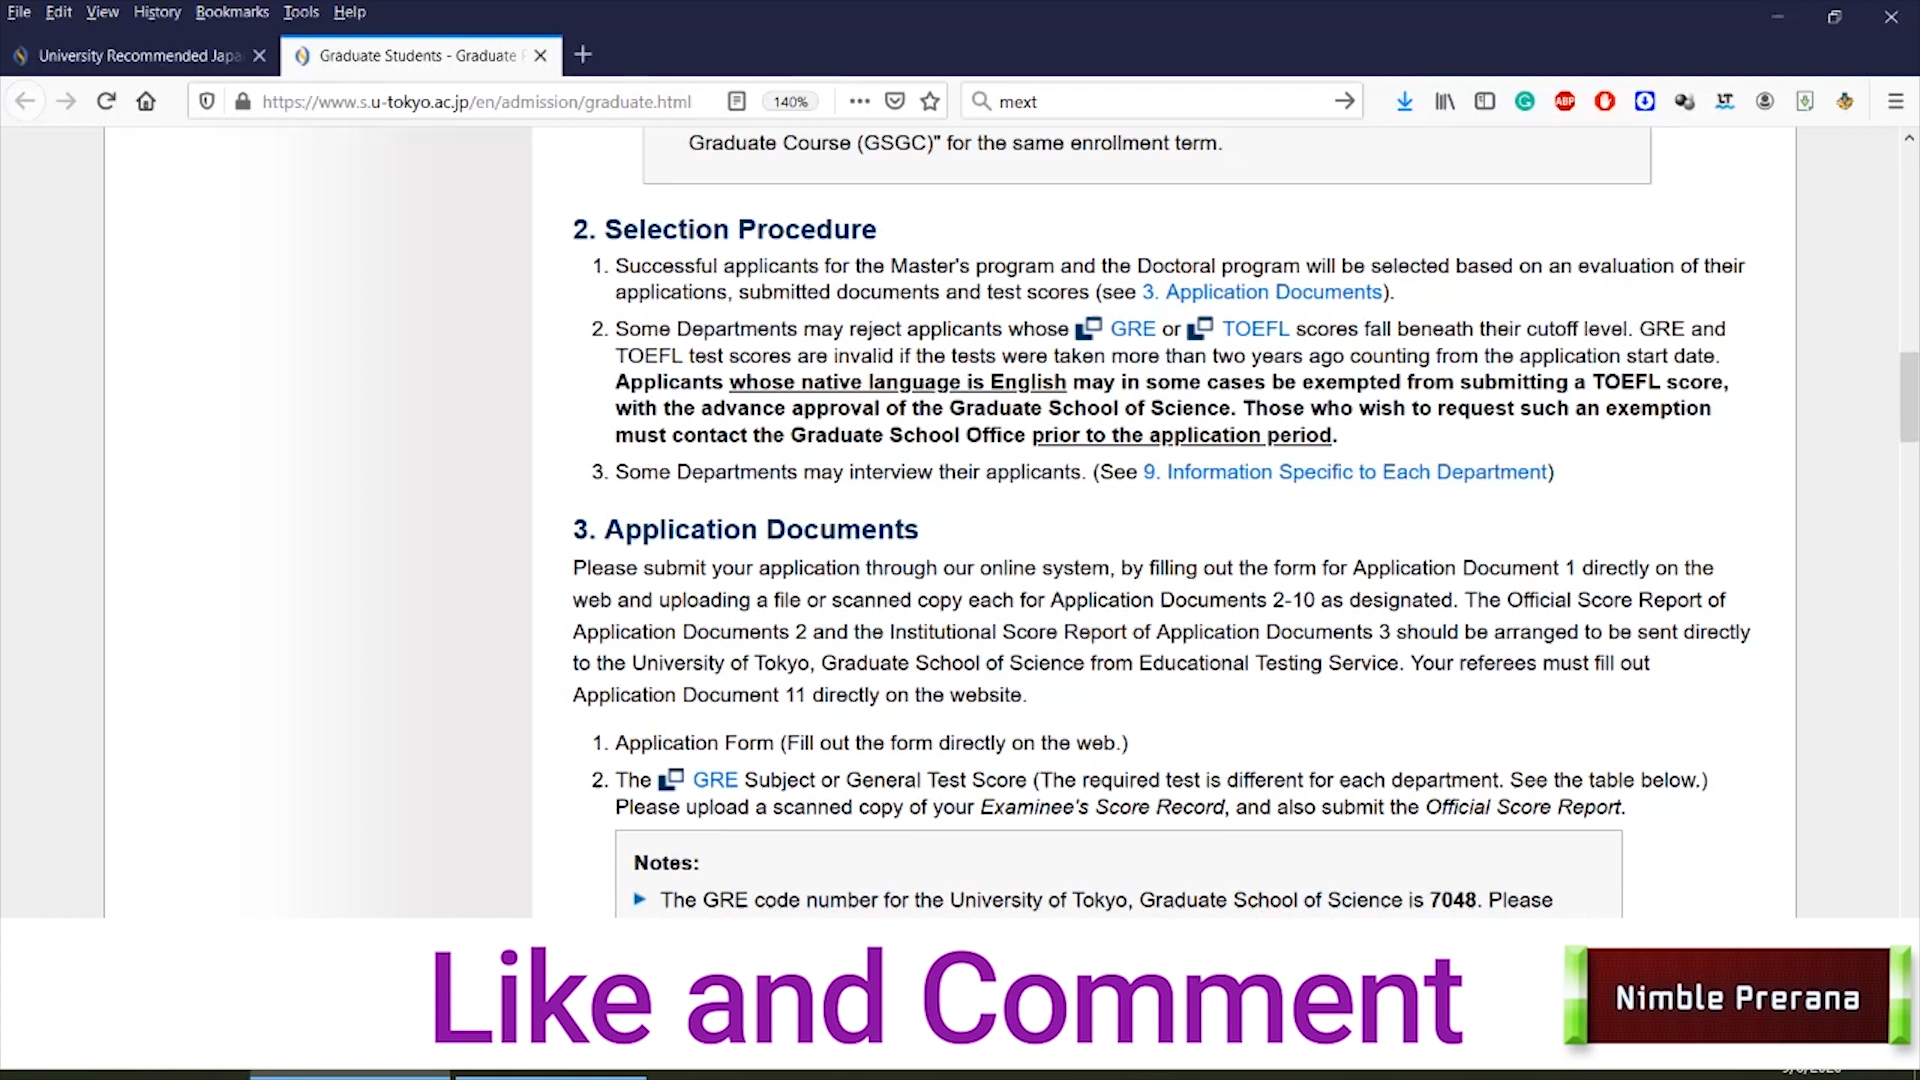 File Edit View History Bookmarks Tools Help
University Recommended Japa
Graduate Students - Graduate
https://www.s.u-tokyo.ac.jp/en/admission/graduate.html
140%
mext
ABP
Graduate Course (GSGC)" for the same enrollment term.
2. Selection Procedure
1. Successful applicants for the Master's program and the Doctoral program will be selected based on an evaluation of their
applications, submitted documents and test scores (see 3. Application Documents).
2. Some Departments may reject applicants whose GRE or TOEFL scores fall beneath their cutoff level. GRE and
TOEFL test scores are invalid if the tests were taken more than two years ago counting from the application start date.
Applicants whose native language is English may in some cases be exempted from submitting a TOEFL score,
with the advance approval of the Graduate School of Science. Those who wish to request such an exemption
must contact the Graduate School Office prior to the application period.
3. Some Departments may interview their applicants. (See 9. Information Specific to Each Department)
3. Application Documents
Please submit your application through our online system, by filling out the form for Application Document 1 directly on the
web and uploading a file or scanned copy each for Application Documents 2-10 as designated. The Official Score Report of
Application Documents 2 and the Institutional Score Report of Application Documents 3 should be arranged to be sent directly
to the University of Tokyo, Graduate School of Science from Educational Testing Service. Your referees must fill out
Application Document 11 directly on the website.
1. Application Form (Fill out the form directly on the web.)
2. The GRE Subject or General Test Score (The required test is different for each department. See the table below.)
Please upload a scanned copy of your Examinee's Score Record, and also submit the Official Score Report.
Notes:
The GRE code number for the University of Tokyo, Graduate School of Science is 7048. Please
Like and Comment
Nimble Prerana